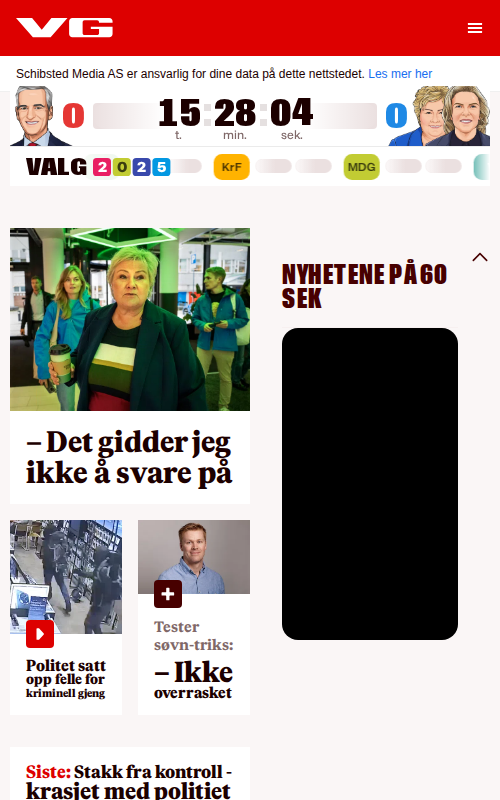 VG
Schibsted Media AS er ansvarlig for dine data på dette nettstedet. Les mer her
0 15:28:04 0
t. min. sek.
VALG 2025 KrF MDG
– Det gidder jeg
ikke å svare på
Politet satt
opp felle for
kriminell gjeng
Tester
søvn-triks:
– Ikke
overrasket
Siste: Stakk fra kontroll -
krasjet med politiet
NYHETENE PÅ 60
SEK